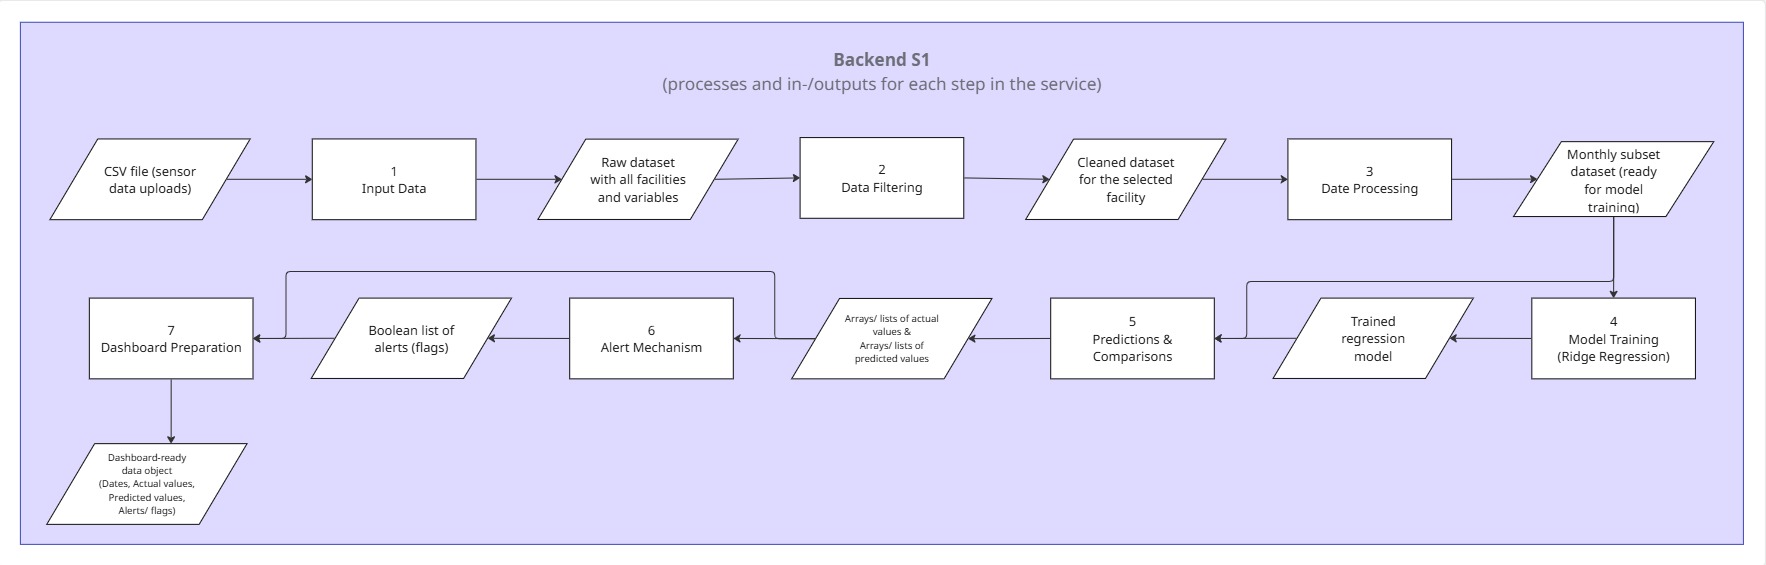 Backend S1
(processes and in-/outputs for each step in the service)
CSV file (sensor
data uploads)
1
Input Data
Raw dataset
with all facilities
and variables
2
Data Filtering
Cleaned dataset
for the selected
facility
3
Date Processing
Monthly subset
dataset (ready
for model
training)
7
Dashboard Preparation
Boolean list of
alerts (flags)
6
Alert Mechanism
Arrays/ lists of actual
values &
Arrays/ lists of
predicted values
5
Predictions &
Comparisons
Trained
regression
model
4
Model Training
(Ridge Regression)
Dashboard-ready
data object
(Dates, Actual values,
Predicted values,
Alerts/ flags)